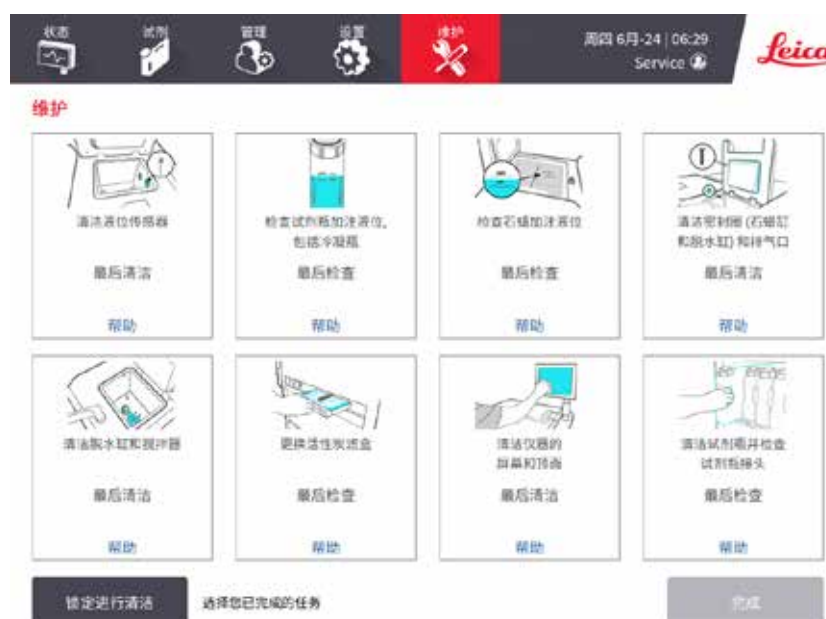 状态
试剂
管理
设置
维护
周四 6月-24 | 06:29
Service
Leica
维护
清洁液位传感器
最后清洁
帮助
检查试剂瓶加注液位,
包括冷凝瓶
最后检查
帮助
检查石蜡加注液位
最后检查
帮助
清洁密封圈 (石蜡缸
和脱水缸) 和排气口
最后清洁
帮助
清洁脱水缸和搅拌器
最后清洁
帮助
更换活性炭滤盒
最后检查
帮助
清洁仪器的
屏幕和顶面
最后清洁
帮助
清洁试剂瓶并检查
试剂瓶接头
最后检查
帮助
锁定进行清洁
选择您已完成的任务
完成